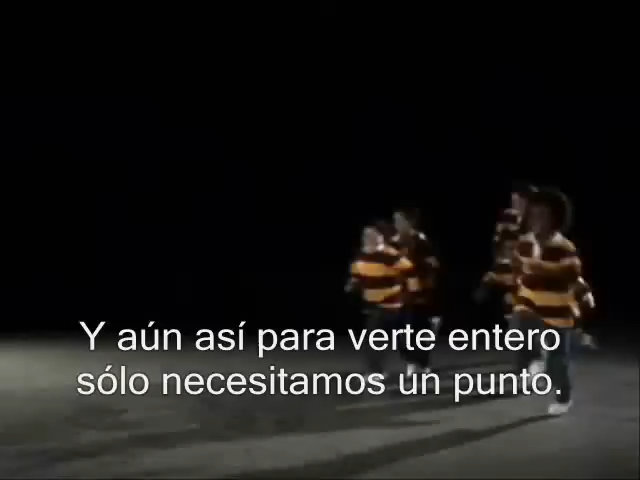 Y aún así para verte entero
sólo necesitamos un punto.